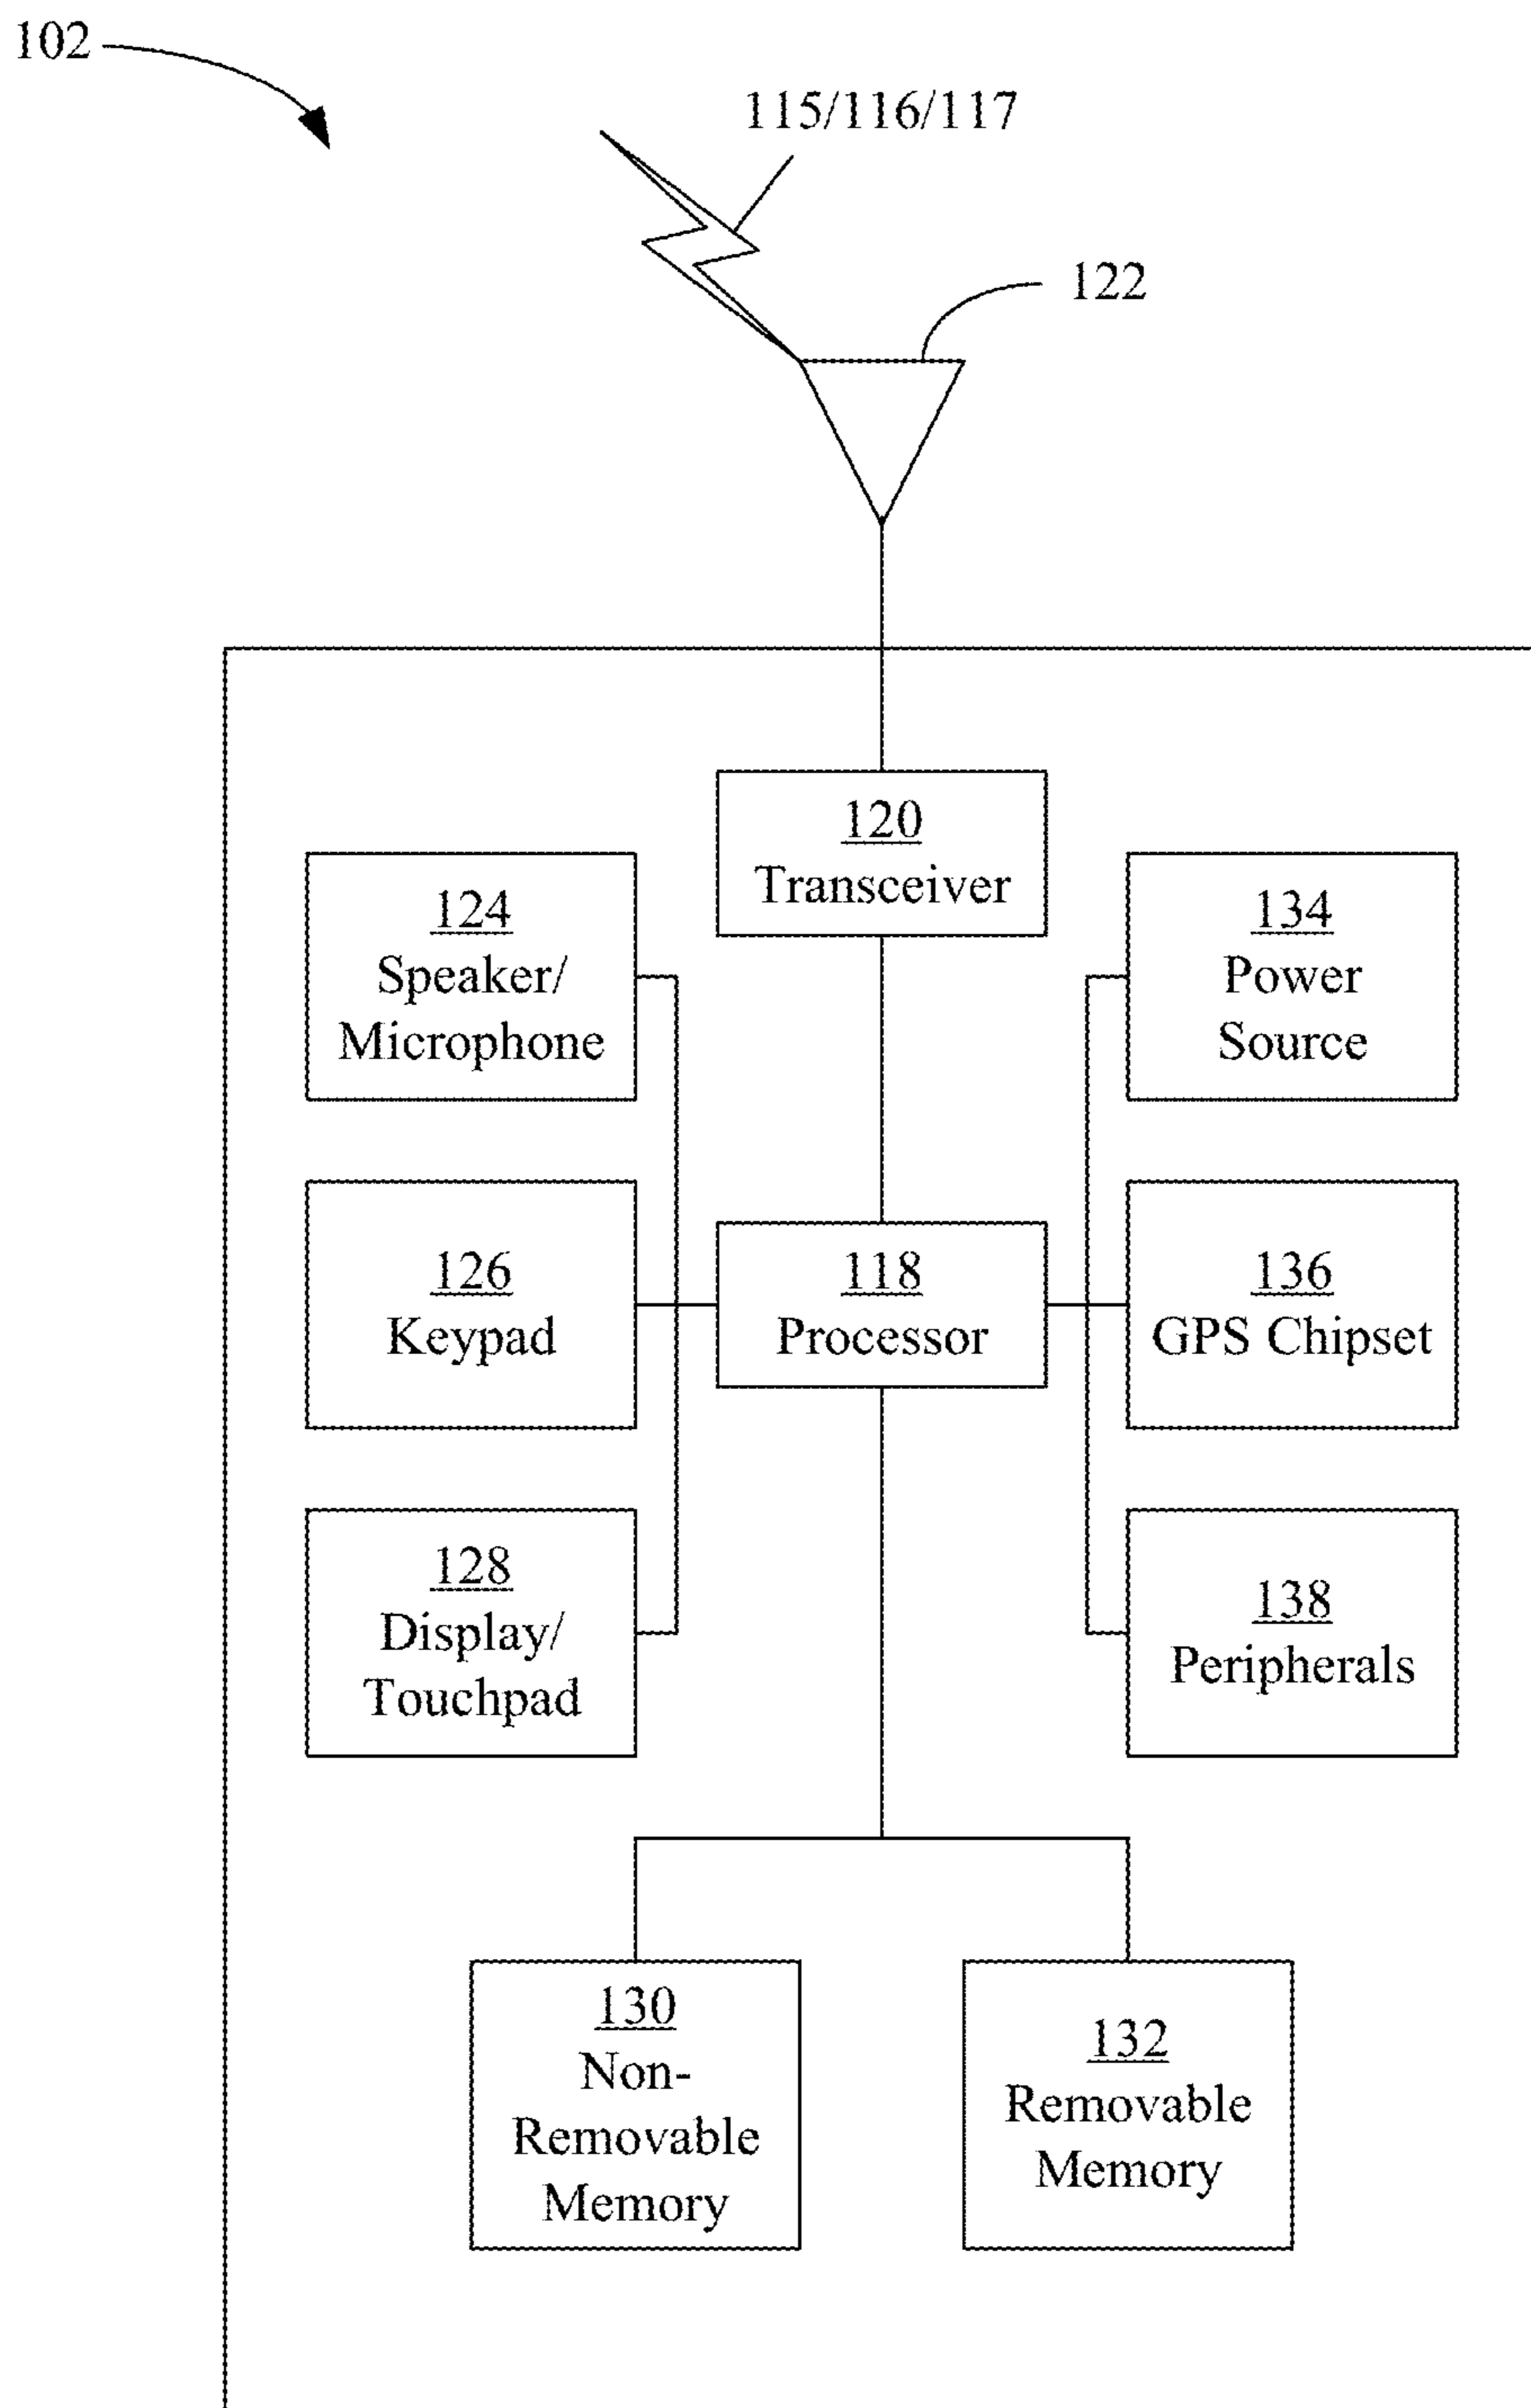 102
115/116/117
122
120
Transceiver
124
Speaker/
Microphone
134
Power
Source
126
Keypad
118
Processor
136
GPS Chipset
128
Display/
Touchpad
138
Peripherals
130
Non-
Removable
Memory
132
Removable
Memory